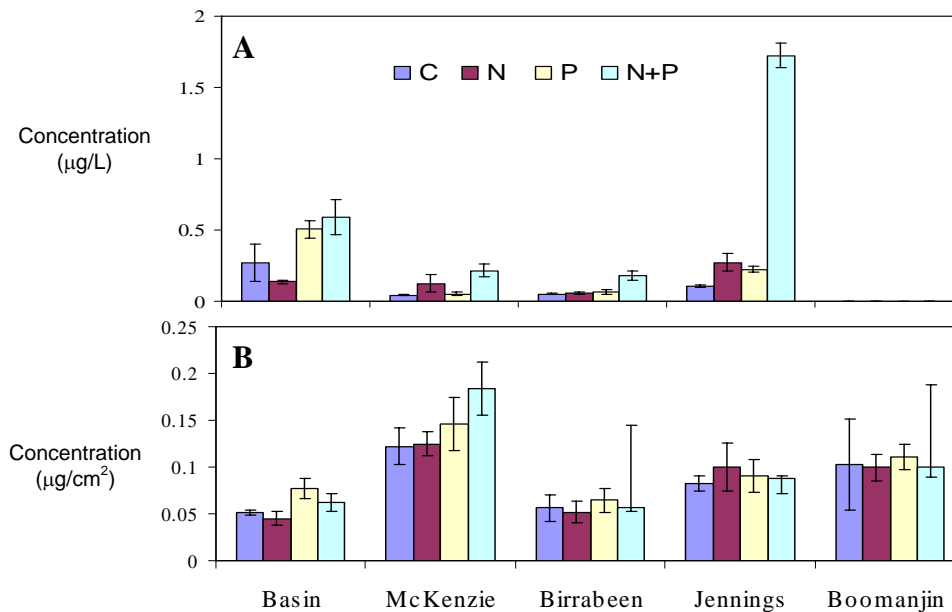 A
2
C N P N+P
1.5
Concentration
(μg/L)
1
0.5
0
B
0.25
0.2
0.15
Concentration
(μg/cm²)
0.1
0.05
0
Basin McKenzie Birrabeen Jennings Boomanjin